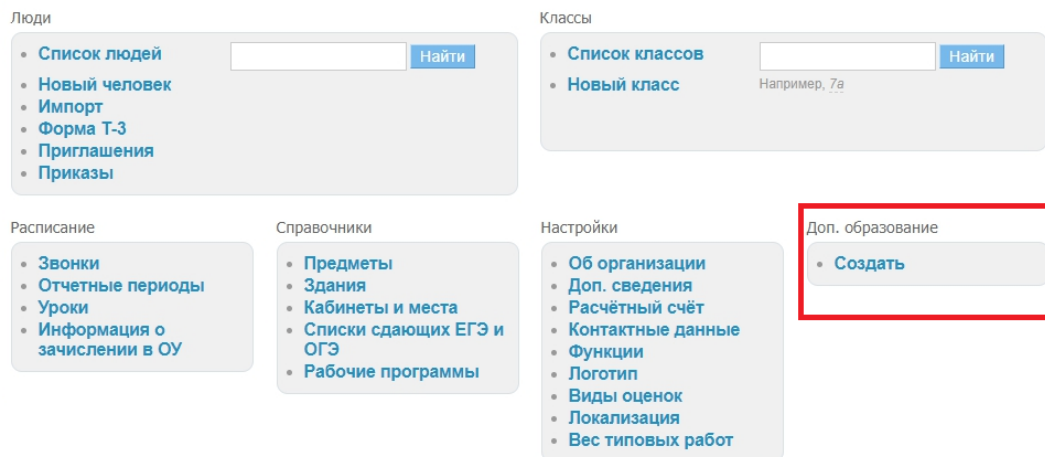 Люди
Список людей
Найти
Новый человек
Импорт
Форма Т-3
Приглашения
Приказы
Классы
Список классов
Найти
Новый класс
Например, 7а
Расписание
Звонки
Отчетные периоды
Уроки
Информация о
зачислении в ОУ
Справочники
Предметы
Здания
Кабинеты и места
Списки сдающих ЕГЭ и
ОГЭ
Рабочие программы
Настройки
Об организации
Доп. сведения
Расчётный счёт
Контактные данные
Функции
Логотип
Виды оценок
Локализация
Вес типовых работ
Доп. образование
Создать